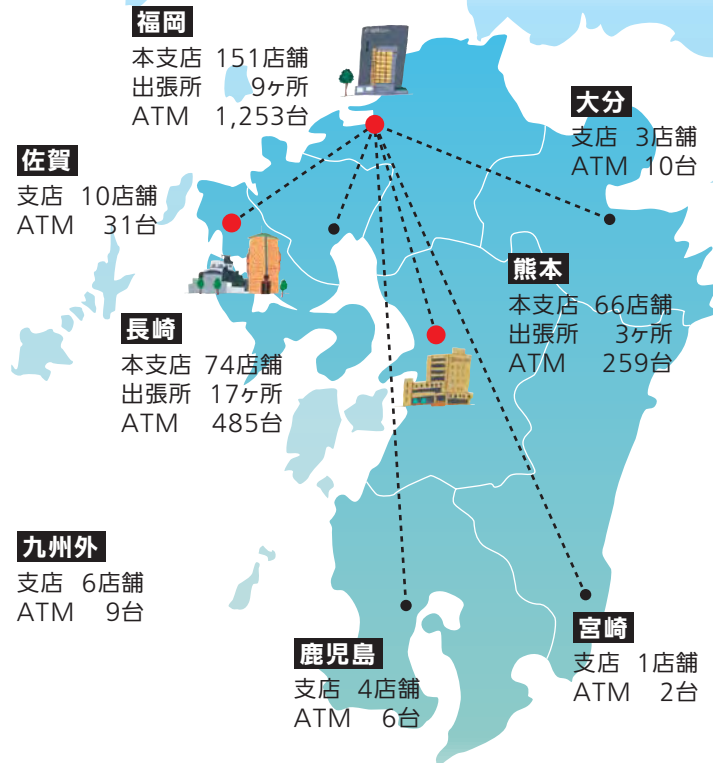 福岡
本支店 151店舗
出張所 9ヶ所
ATM 1,253台
大分
支店 3店舗
ATM 10台
佐賀
支店 10店舗
ATM 31台
熊本
本支店 66店舗
出張所 3ヶ所
ATM 259台
長崎
本支店 74店舗
出張所 17ヶ所
ATM 485台
九州外
支店 6店舗
ATM 9台
宮崎
支店 1店舗
ATM 2台
鹿児島
支店 4店舗
ATM 6台